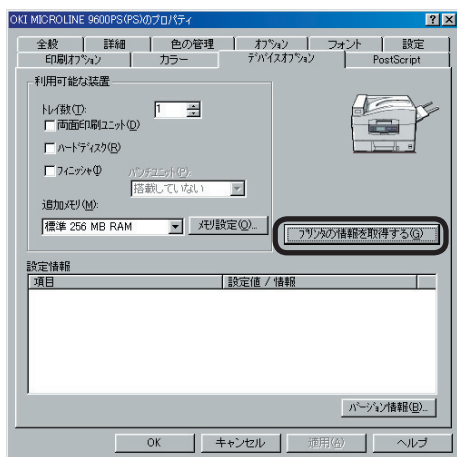 OKI MICROLINE 9600PS(PS)のプロパティ
全般 詳細 色の管理 オプション フォント 設定
印刷オプション カラー デバイスオプション PostScript
利用可能な装置
トレイ数(T): 1
両面印刷ユニット(D)
ハードディスク(R)
フィニッシャ(I) パンチユニット(P):
搭載していない
追加メモリ(M):
標準 256 MB RAM メモリ設定(O)...
プリンタの情報を取得する(G)
設定情報
項目 設定値 / 情報
バージョン情報(B)...
OK キャンセル 適用(A) ヘルプ